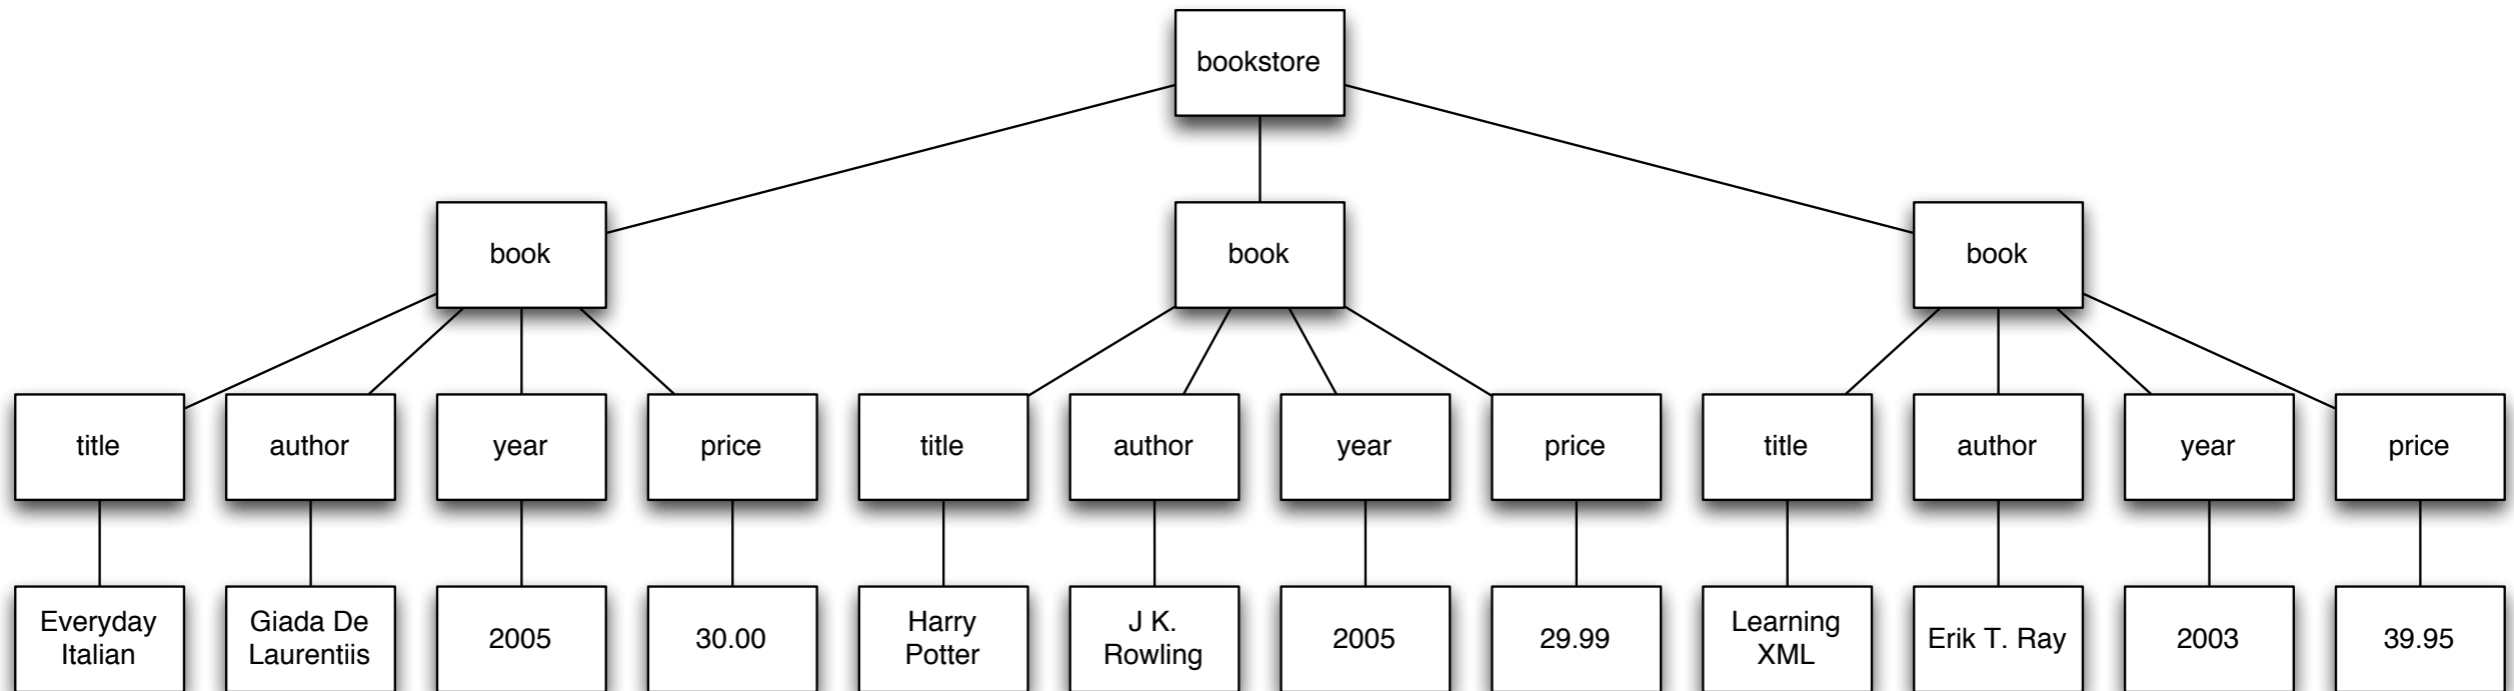 bookstore
book
book
book
title
author
year
price
title
author
year
price
title
author
year
price
Everyday
Italian
Giada De
Laurentiis
2005
30.00
Harry
Potter
J K.
Rowling
2005
29.99
Learning
XML
Erik T. Ray
2003
39.95